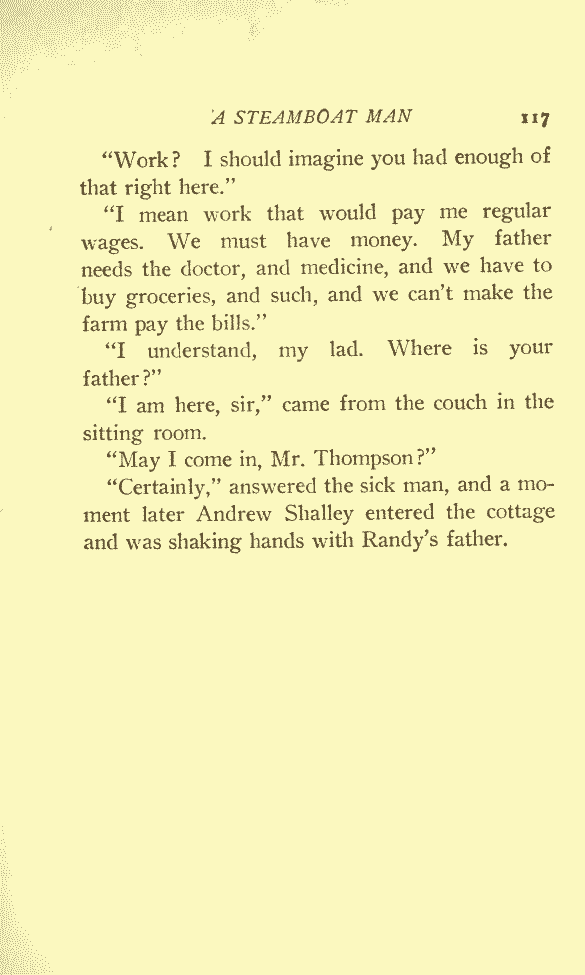 A STEAMBOAT MAN 117
“Work? I should imagine you had enough of
that right here.”
“I mean work that would pay me regular
wages. We must have money. My father
needs the doctor, and medicine, and we have to
buy groceries, and such, and we can’t make the
farm pay the bills.”
“I understand, my lad. Where is your
father?”
“I am here, sir,” came from the couch in the
sitting room.
“May I come in, Mr. Thompson?”
“Certainly,” answered the sick man, and a mo-
ment later Andrew Shalley entered the cottage
and was shaking hands with Randy’s father.